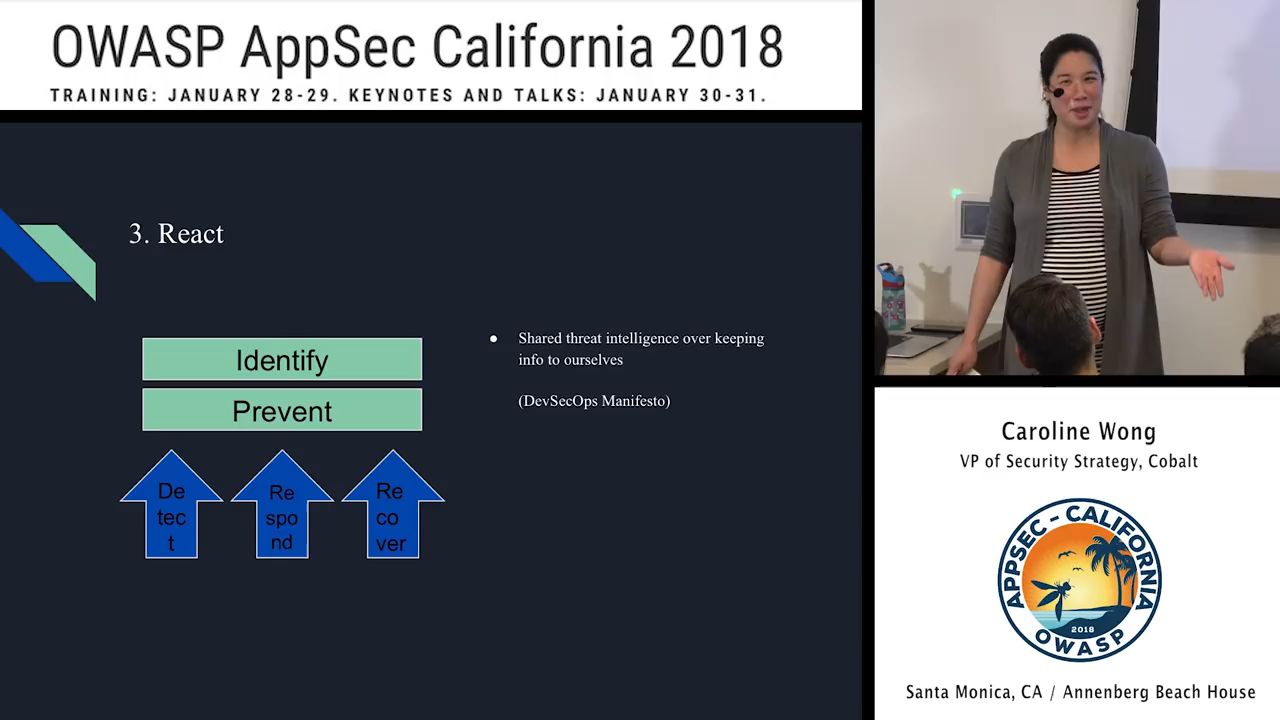 OWASP AppSec California 2018
TRAINING: JANUARY 28-29. KEYNOTES AND TALKS: JANUARY 30-31.
3. React
Identify
Prevent
De
tec
t
Re
spo
nd
Re
co
ver
● Shared threat intelligence over keeping
info to ourselves
(DevSecOps Manifesto)
Caroline Wong
VP of Security Strategy, Cobalt
APPSEC - CALIFORNIA
2018
OWASP
Santa Monica, CA / Annenberg Beach House